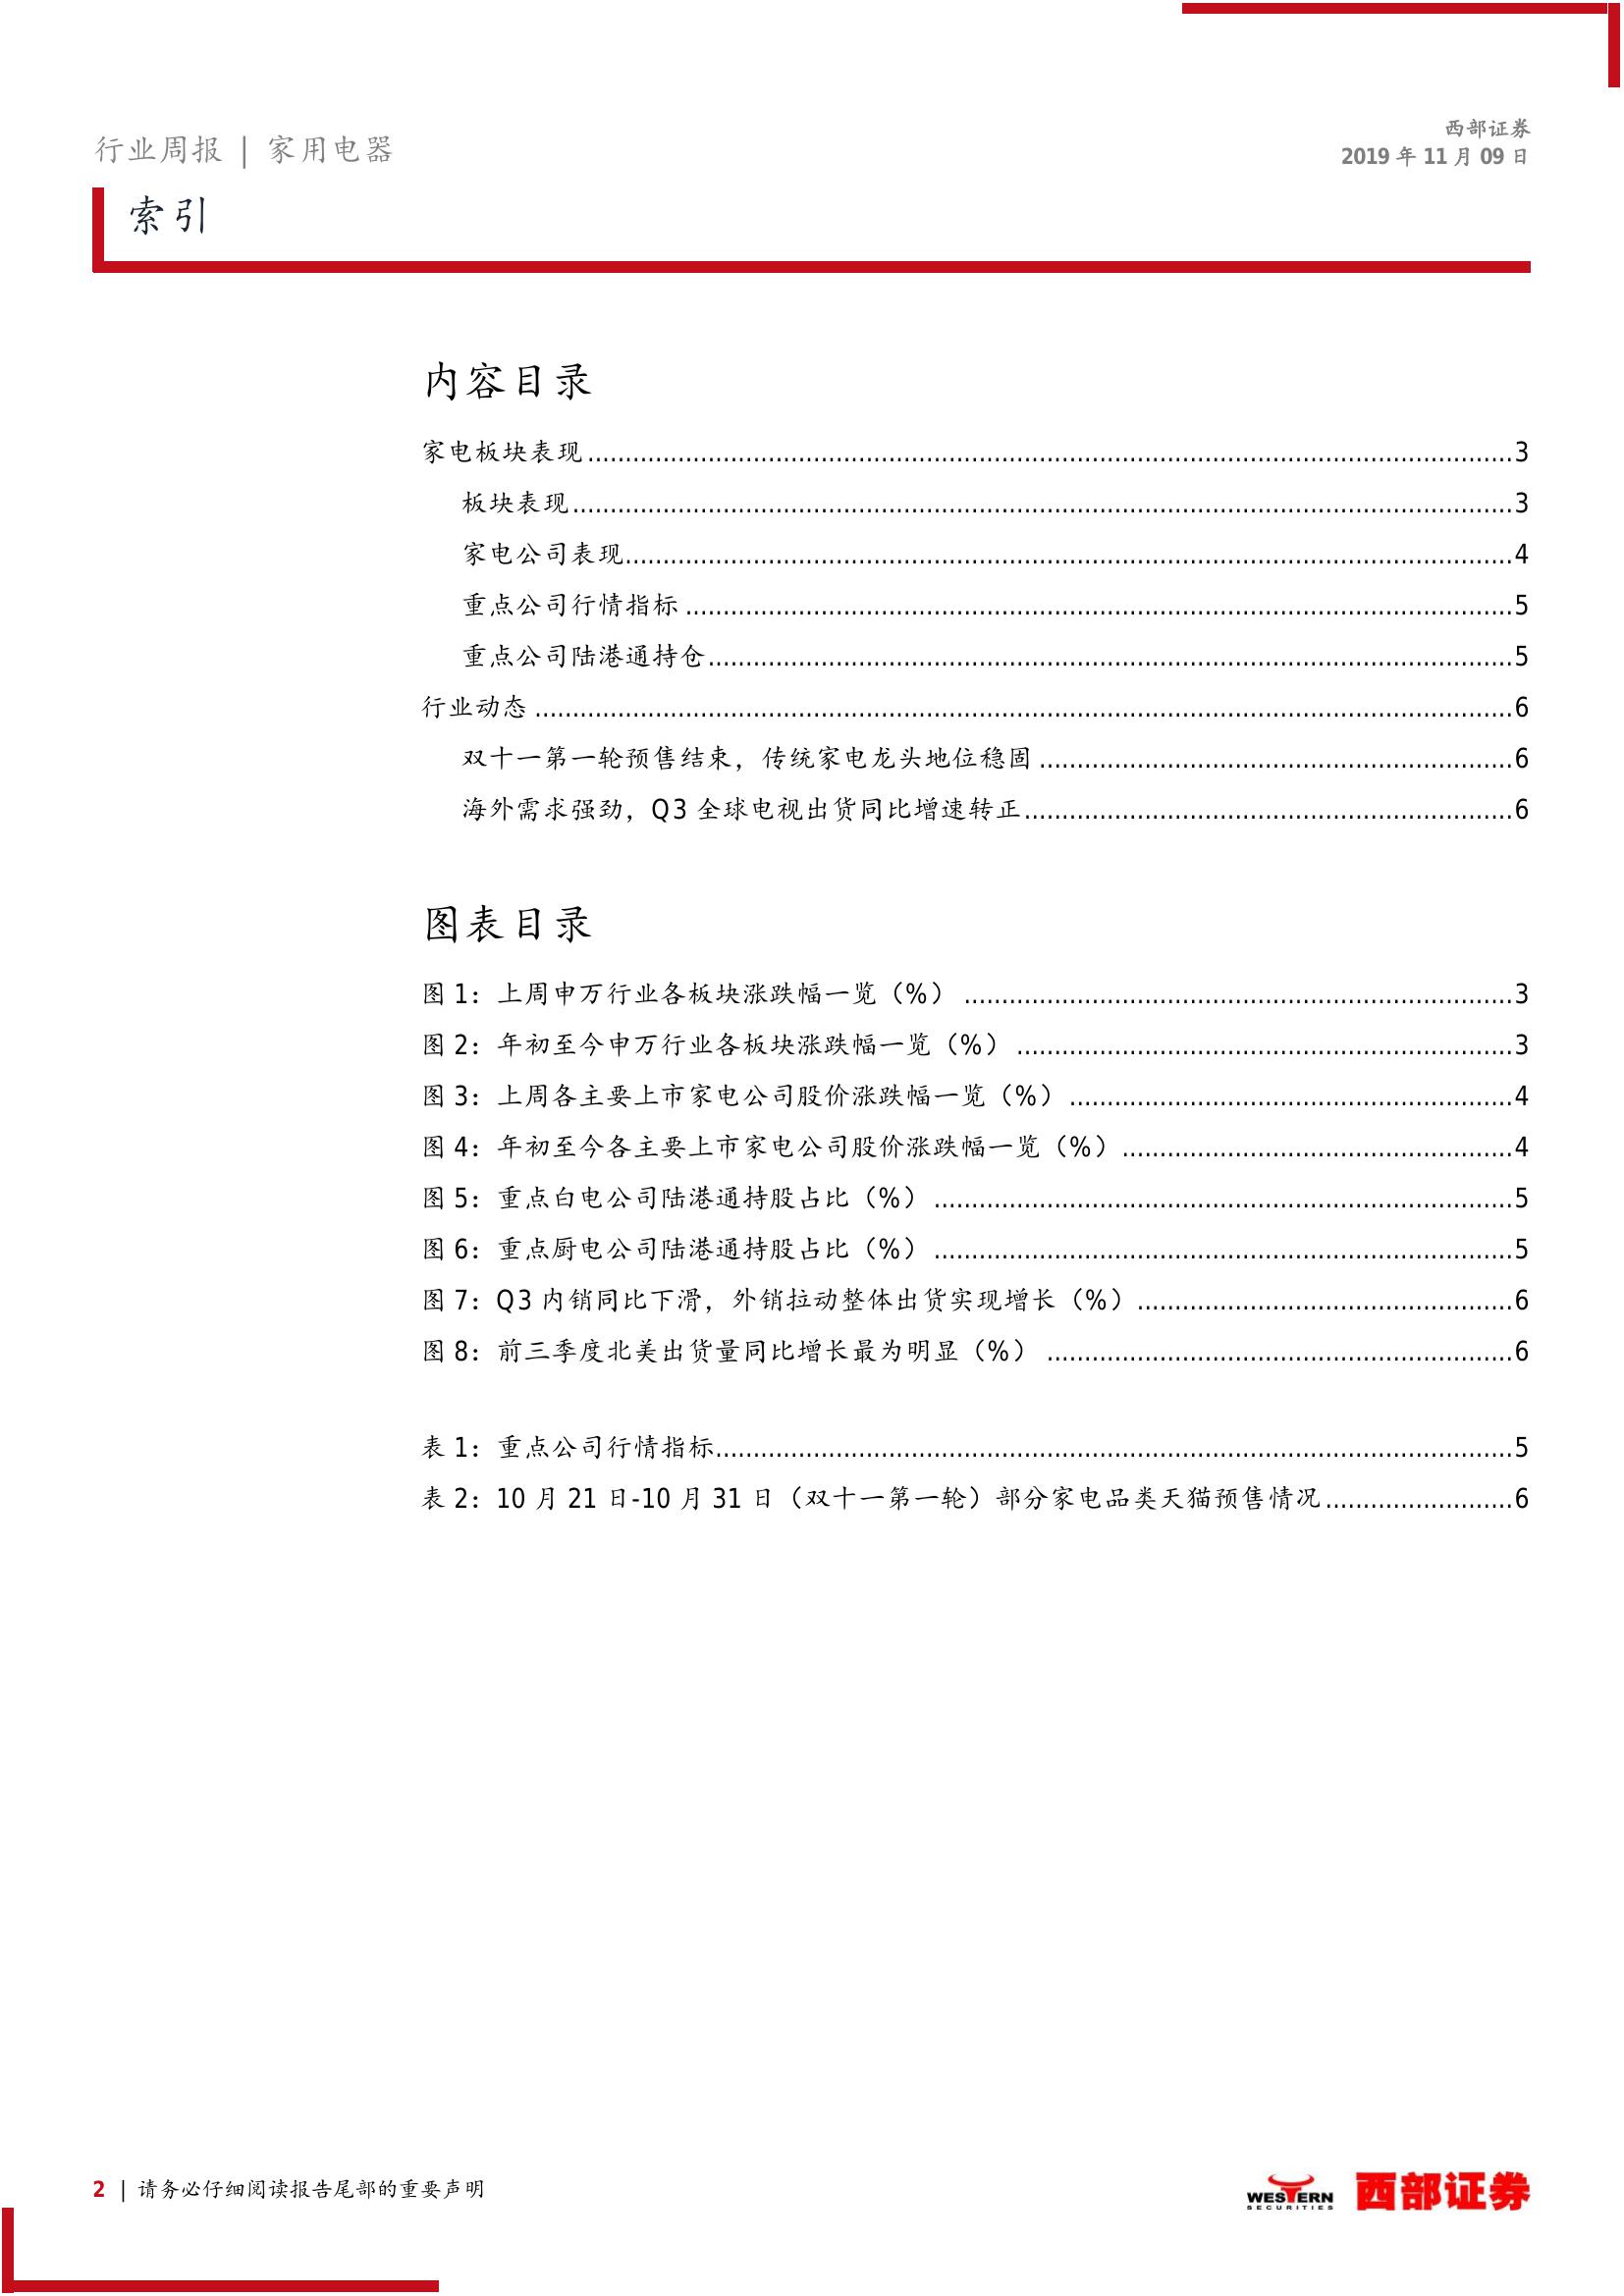 行业周报 | 家用电器
西部证券
2019 年 11 月 09 日
索引
内容目录
家电板块表现 ........ 3
板块表现 ........ 3
家电公司表现 ........ 4
重点公司行情指标 ........ 5
重点公司陆港通持仓 ........ 5
行业动态 ........ 6
双十一第一轮预售结束，传统家电龙头地位稳固 ........ 6
海外需求强劲，Q3 全球电视出货同比增速转正 ........ 6
图表目录
图 1：上周申万行业各板块涨跌幅一览（%） ........ 3
图 2：年初至今申万行业各板块涨跌幅一览（%） ........ 3
图 3：上周各主要上市家电公司股价涨跌幅一览（%） ........ 4
图 4：年初至今各主要上市家电公司股价涨跌幅一览（%） ........ 4
图 5：重点白电公司陆港通持股占比（%） ........ 5
图 6：重点厨电公司陆港通持股占比（%） ........ 5
图 7：Q3 内销同比下滑，外销拉动整体出货实现增长（%） ........ 6
图 8：前三季度北美出货量同比增长最为明显（%） ........ 6
表 1：重点公司行情指标 ........ 5
表 2：10 月 21 日-10 月 31 日（双十一第一轮）部分家电品类天猫预售情况 ........ 6
2 | 请务必仔细阅读报告尾部的重要声明
WESTERN
SECURITIES
西部证券